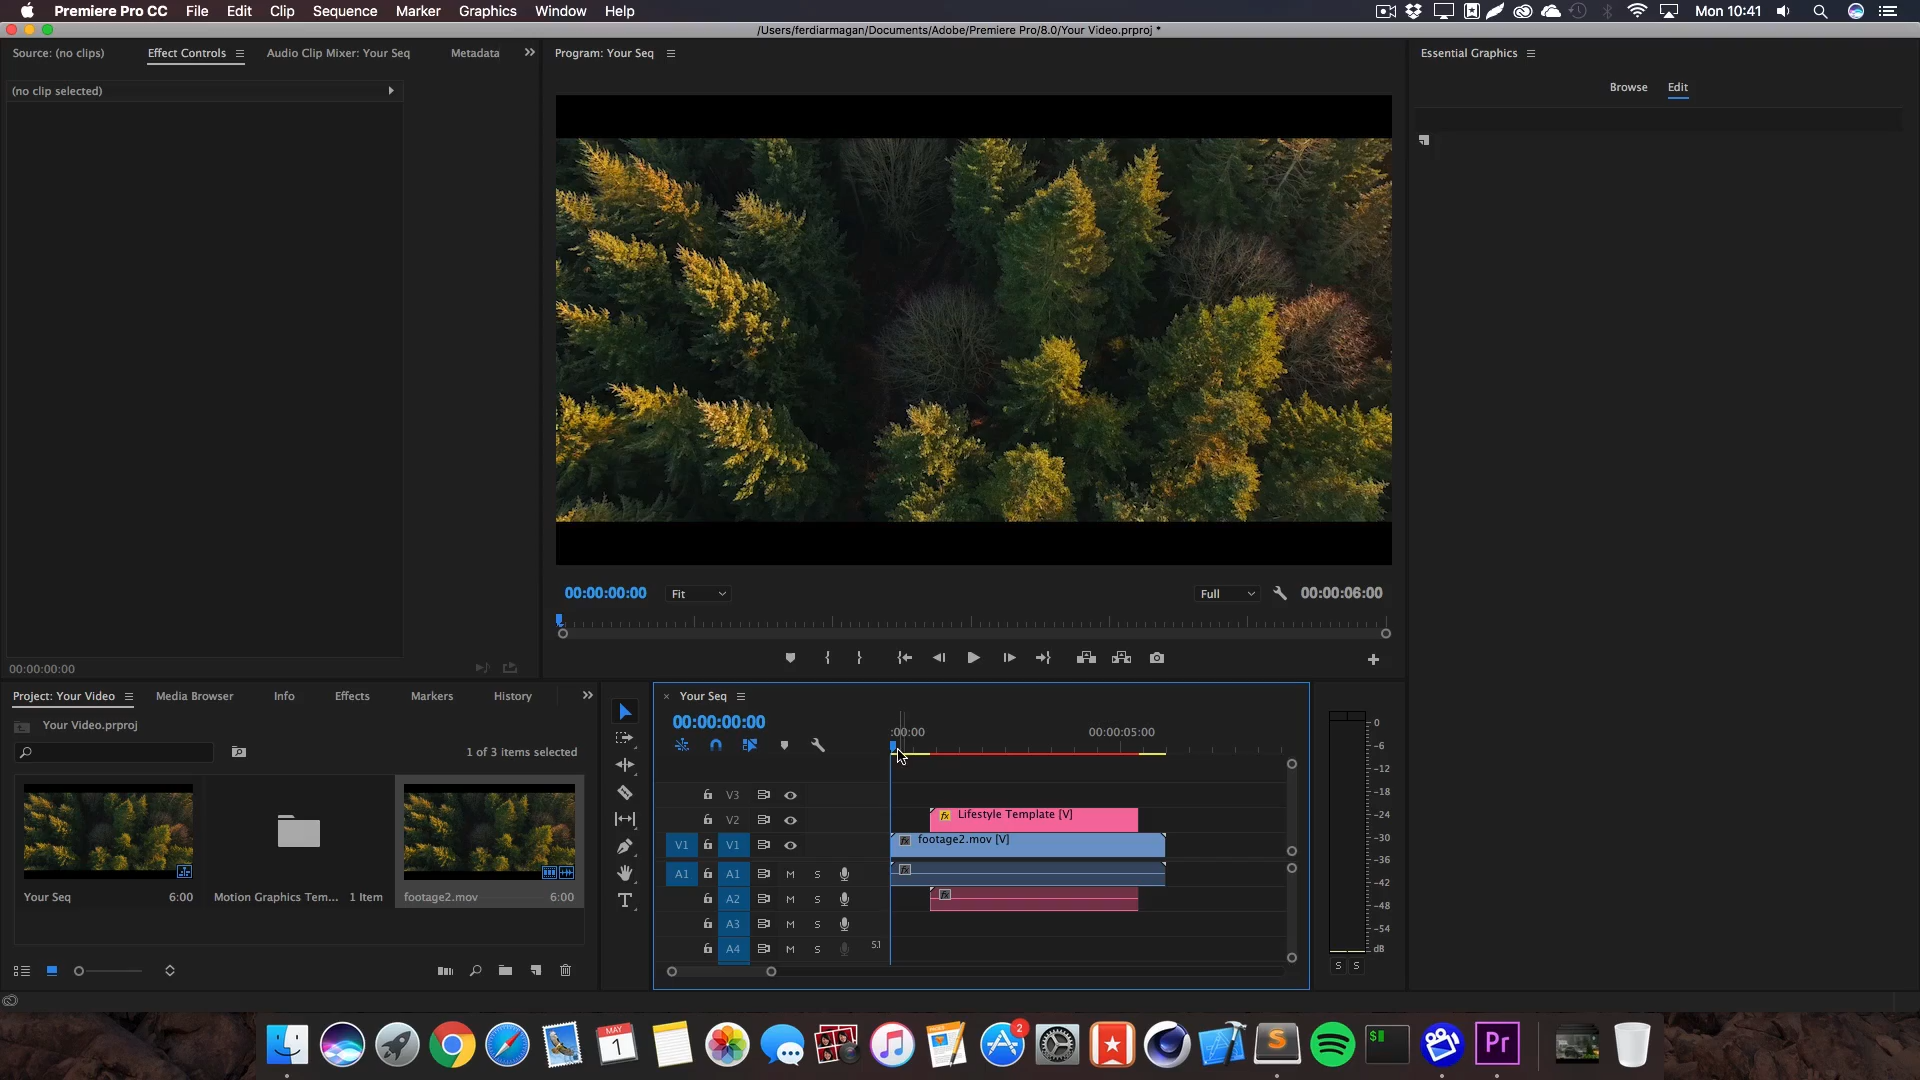 Premiere Pro CC File Edit Clip Sequence Marker Graphics Window Help Mon 10:41
/Users/ferdiarmagan/Documents/Adobe/Premiere Pro/8.0/Your Video.prproj *
Source: (no clips) Effect Controls Audio Clip Mixer: Your Seq Metadata
Program: Your Seq
Essential Graphics
Browse Edit
(no clip selected)
00:00:00:00 Fit Full 00:00:06:00
00:00:00:00
Project: Your Video Media Browser Info Effects Markers History
Your Video.prproj
1 of 3 items selected
Your Seq 6:00
Motion Graphics Tem... 1 Item
footage2.mov 6:00
Your Seq
00:00:00:00
:00:00 00:00:05:00
V3
V2 Lifestyle Template [V]
V1 V1 footage2.mov [V]
A1 A1 M S
A2 M S
A3 M S
A4 M S 5.1
0
-6
-12
-18
-24
-30
-36
-42
-48
-54
dB
S S
MAY
1
2
S
$
Pr